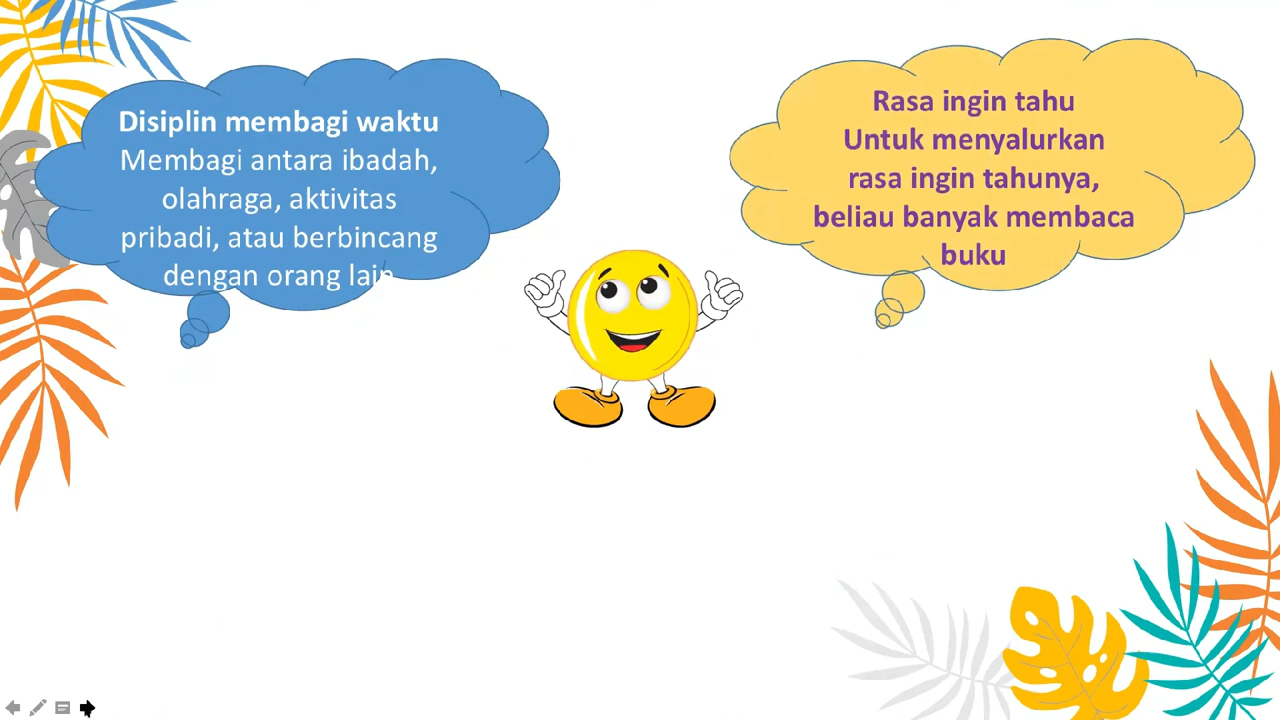 Disiplin membagi waktu
Membagi antara ibadah,
olahraga, aktivitas
pribadi, atau berbincang
dengan orang lain
Rasa ingin tahu
Untuk menyalurkan
rasa ingin tahunya,
beliau banyak membaca
buku